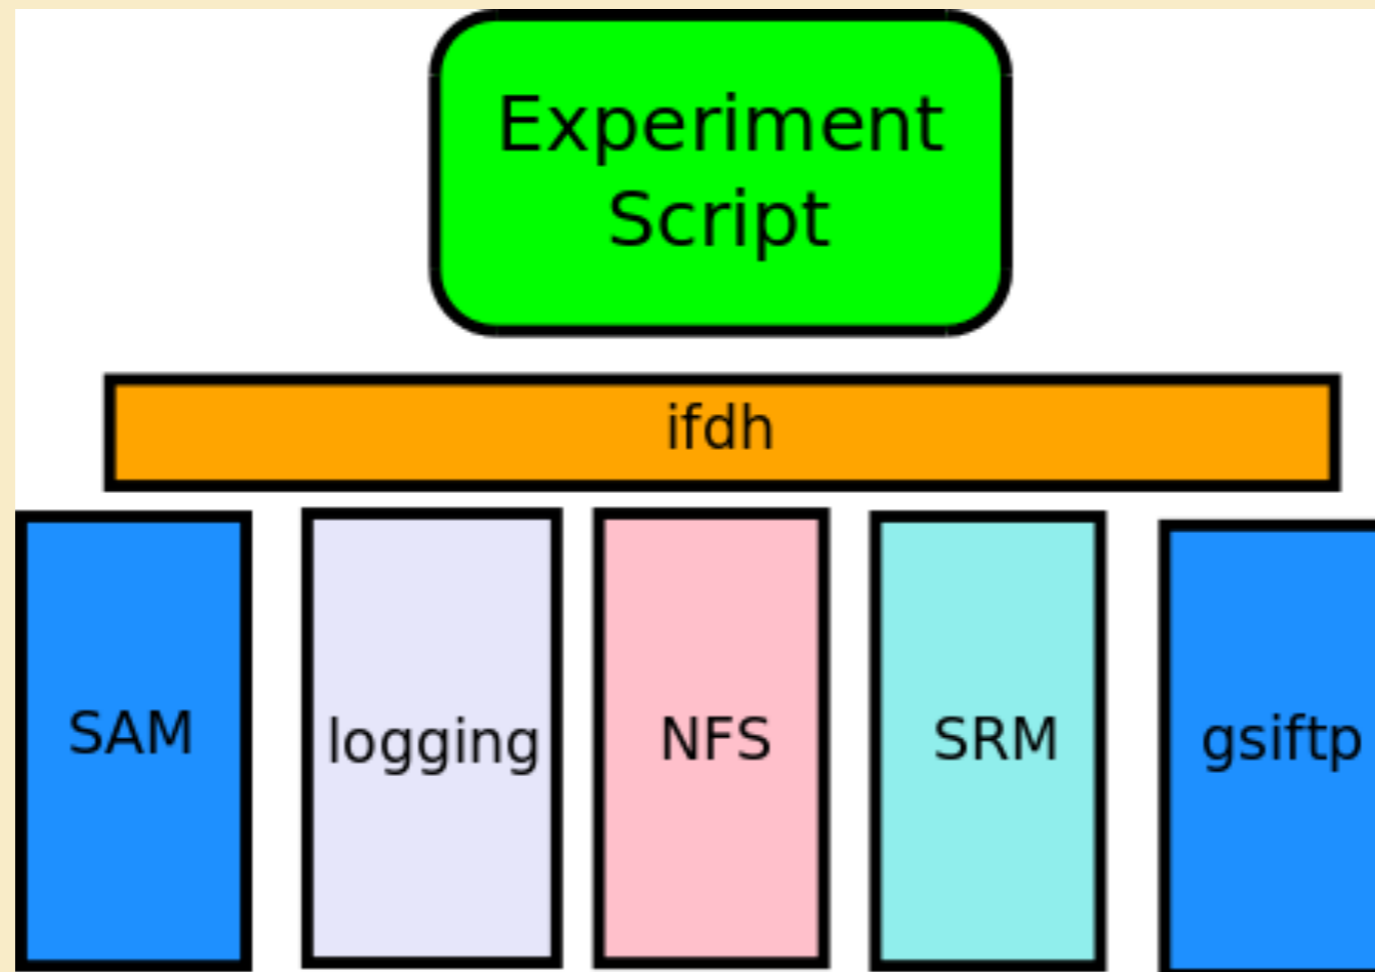 Experiment
Script
ifdh
SAM
logging
NFS
SRM
gsiftp